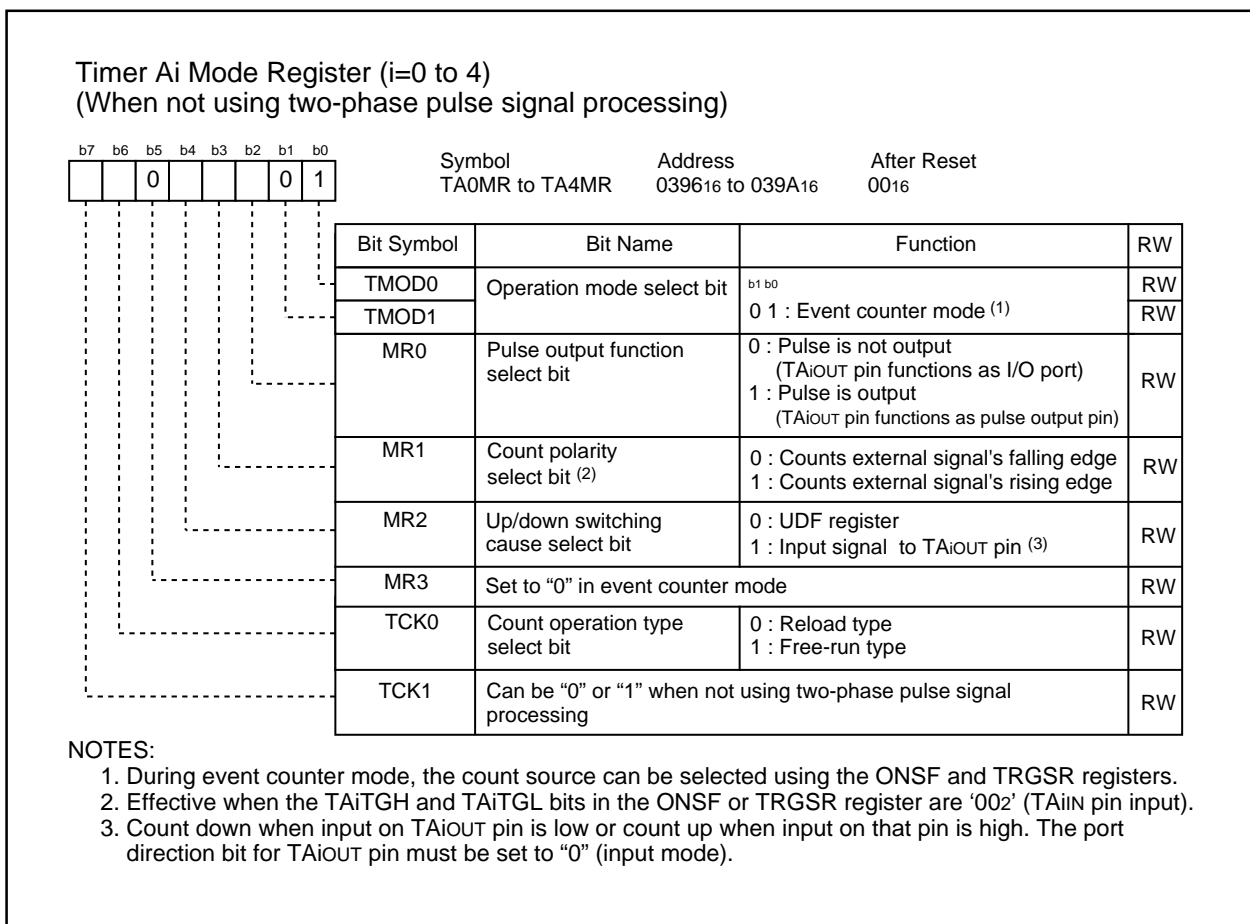 Timer Ai Mode Register (i=0 to 4)
(When not using two-phase pulse signal processing)
b7 b6 b5 b4 b3 b2 b1 b0
0 0 1
Symbol Address After Reset
TA0MR to TA4MR 039616 to 039A16 0016
Bit Symbol Bit Name Function RW
TMOD0 Operation mode select bit b1 b0 RW
TMOD1 0 1 : Event counter mode (1) RW
MR0 Pulse output function select bit 0 : Pulse is not output
(TAiOUT pin functions as I/O port)
1 : Pulse is output
(TAiOUT pin functions as pulse output pin) RW
MR1 Count polarity select bit (2) 0 : Counts external signal's falling edge
1 : Counts external signal's rising edge RW
MR2 Up/down switching cause select bit 0 : UDF register
1 : Input signal to TAiOUT pin (3) RW
MR3 Set to “0” in event counter mode RW
TCK0 Count operation type select bit 0 : Reload type
1 : Free-run type RW
TCK1 Can be “0” or “1” when not using two-phase pulse signal
processing RW
NOTES:
1. During event counter mode, the count source can be selected using the ONSF and TRGSR registers.
2. Effective when the TAiTGH and TAiTGL bits in the ONSF or TRGSR register are ‘002’ (TAiIN pin input).
3. Count down when input on TAiOUT pin is low or count up when input on that pin is high. The port
direction bit for TAiOUT pin must be set to “0” (input mode).